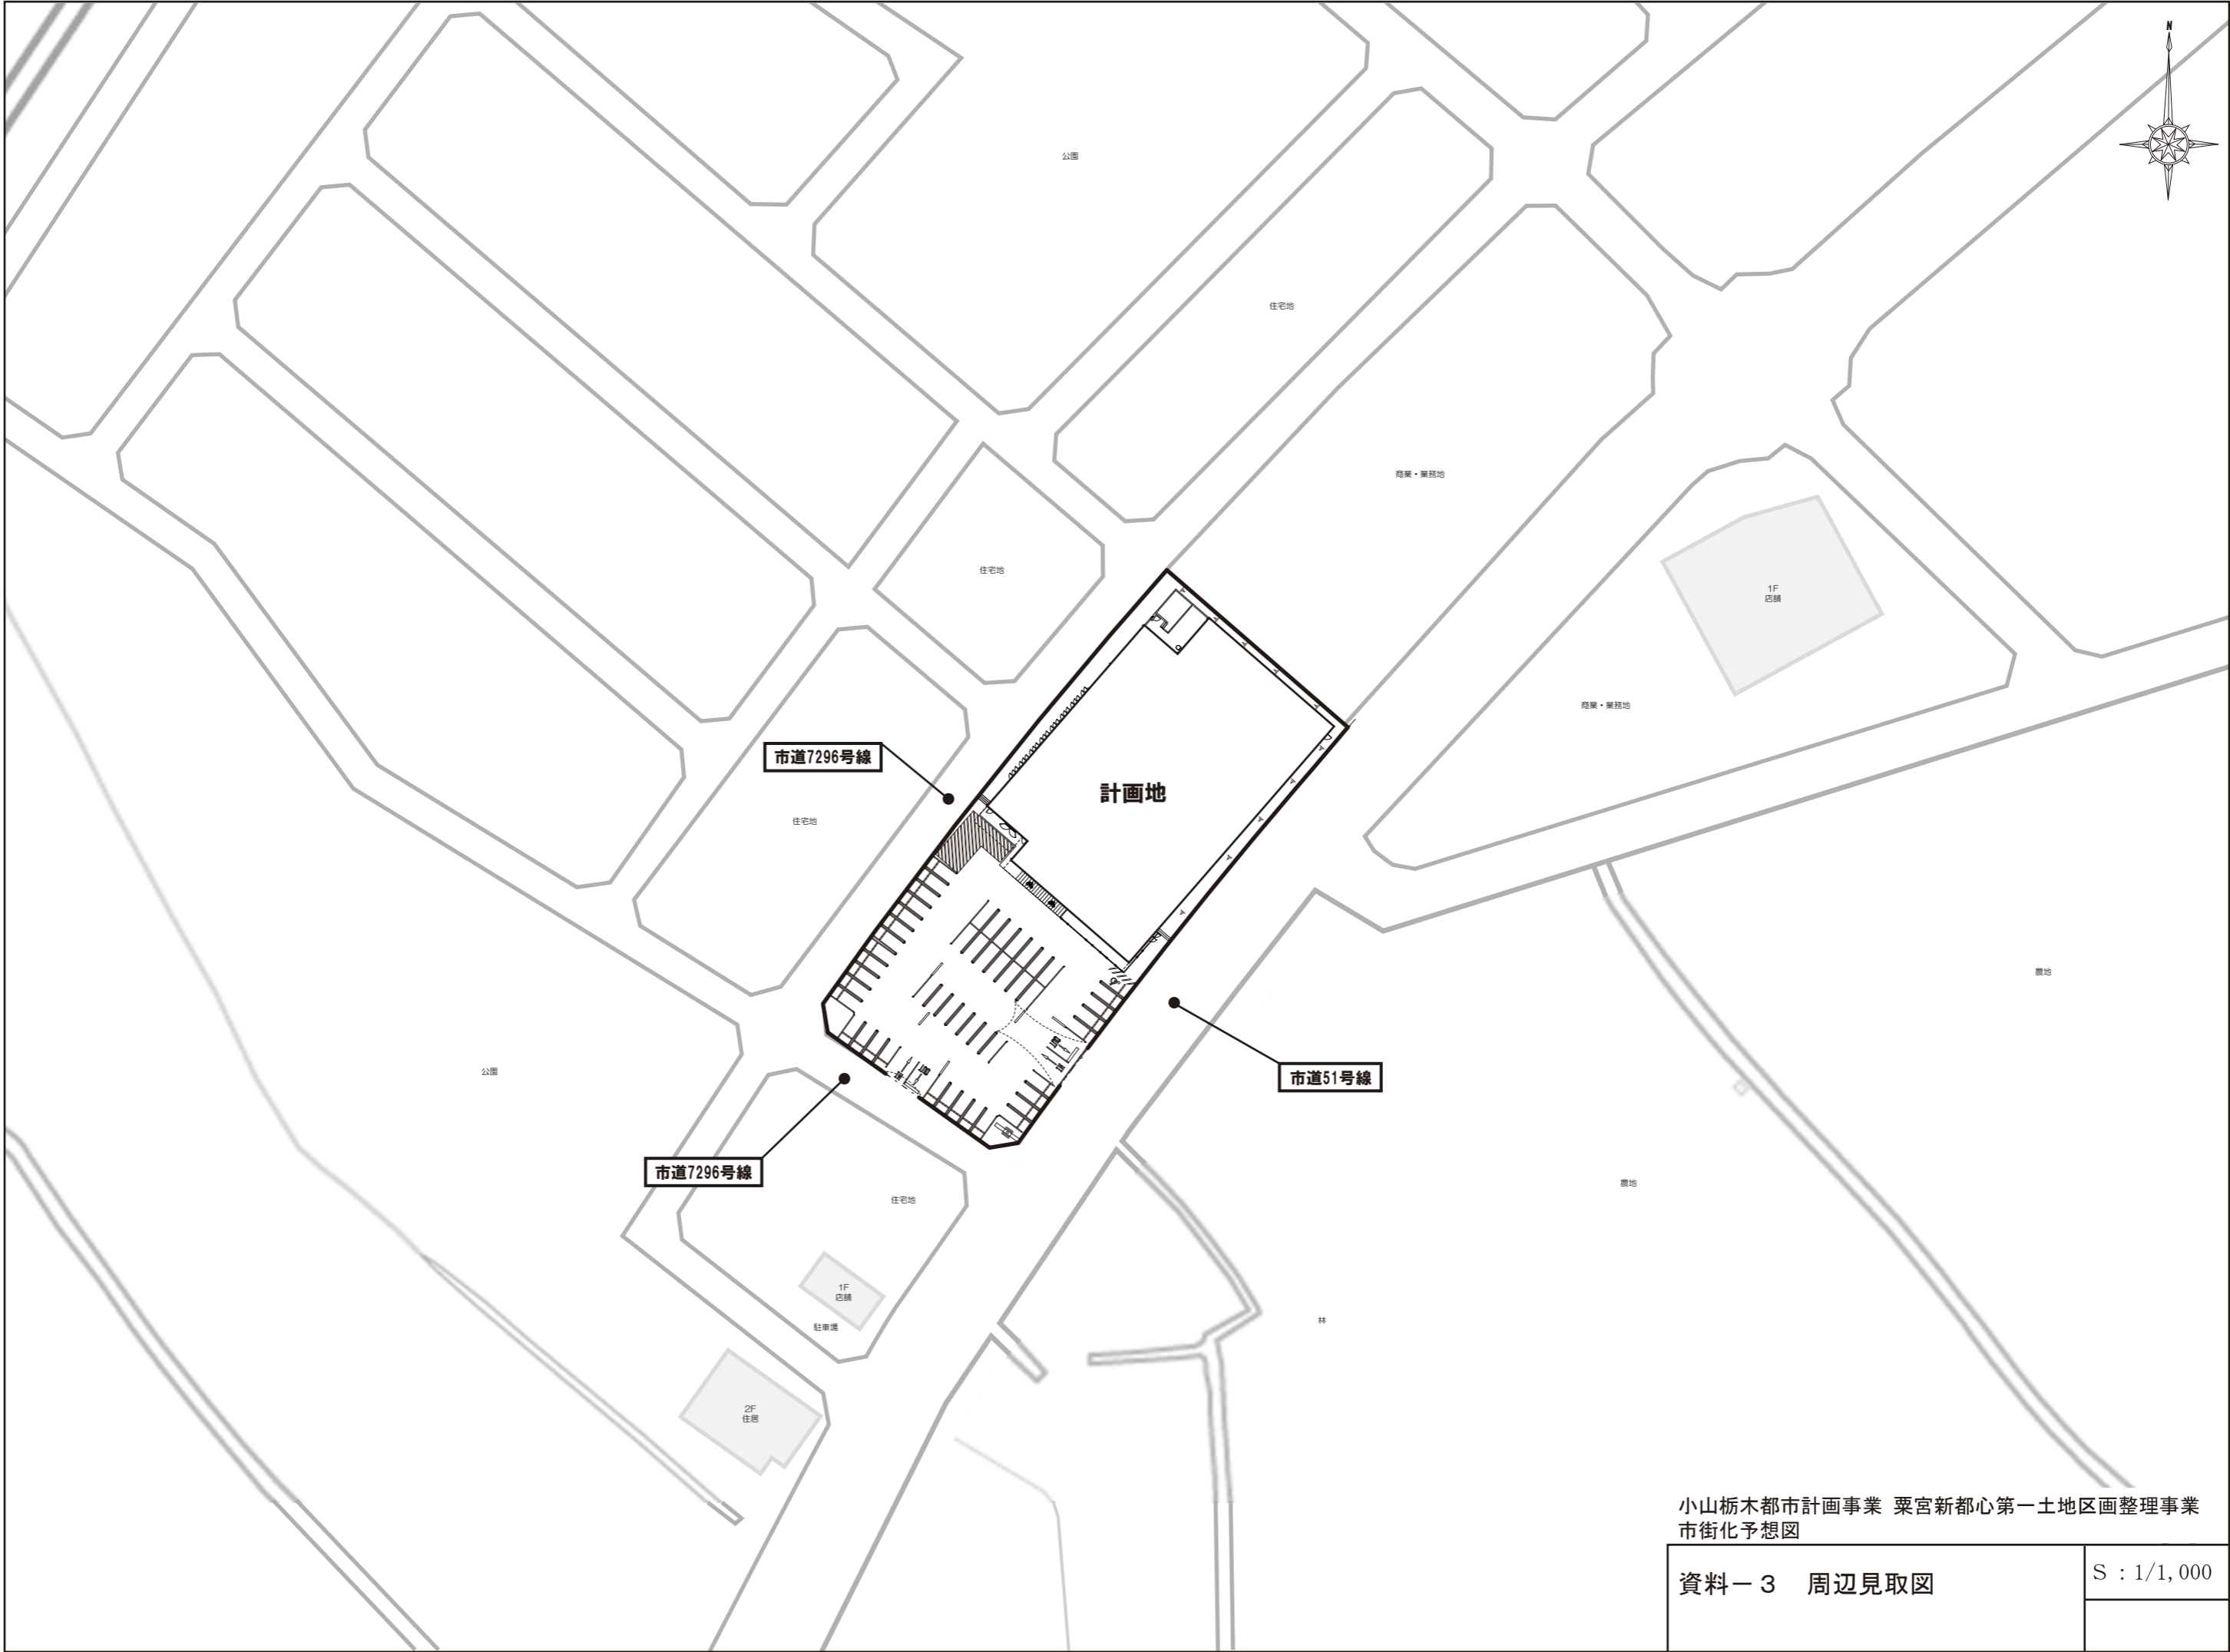 N
公園
住宅地
商業・業務地
住宅地
1F
店舗
商業・業務地
市道7296号線
計画地
住宅地
農地
公園
市道51号線
市道7296号線
農地
住宅地
1F
店舗
駐車場
林
2F
住居
小山栃木都市計画事業 粟宮新都心第一土地区画整理事業
市街化予想図
資料－3 周辺見取図
S : 1/1,000